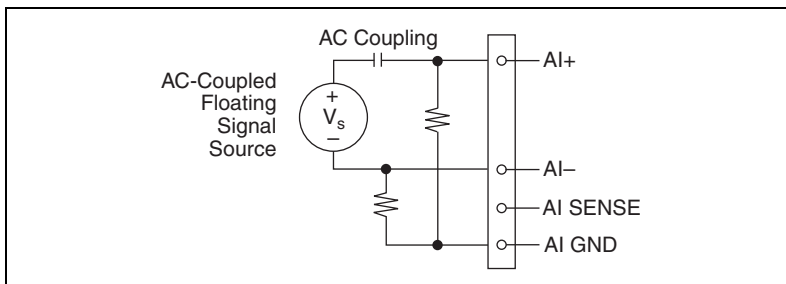 AC Coupling
AC-Coupled
Floating
Signal
Source
+
Vs
–
AI+
AI–
AI SENSE
AI GND